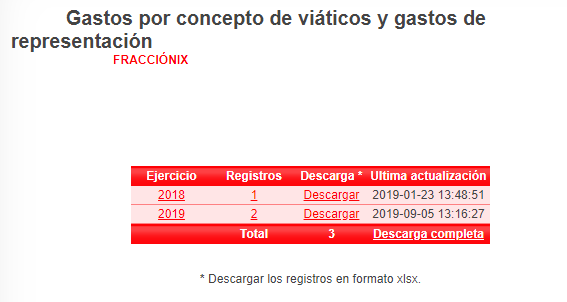 Gastos por concepto de viáticos y gastos de
representación
FRACCIÓNIX
Ejercicio Registros Descarga * Ultima actualización
2018 1 Descargar 2019-01-23 13:48:51
2019 2 Descargar 2019-09-05 13:16:27
Total 3 Descarga completa
* Descargar los registros en formato xlsx.